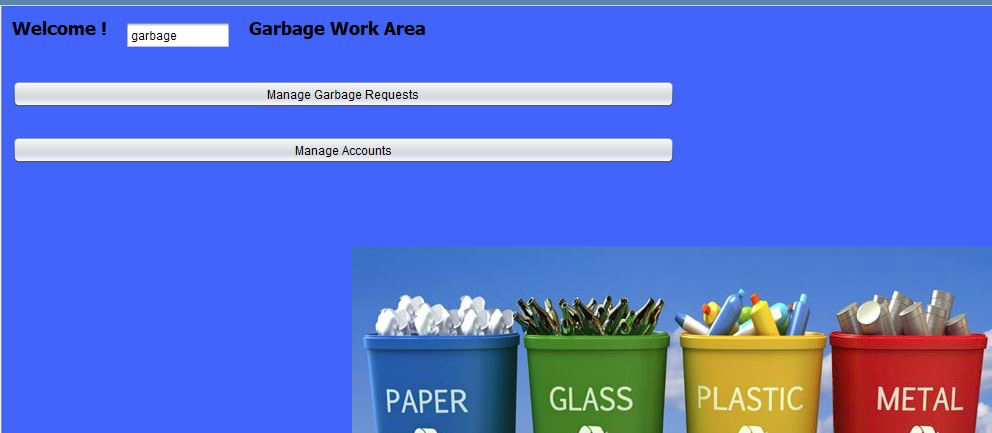 Welcome ! garbage Garbage Work Area
Manage Garbage Requests
Manage Accounts
PAPER GLASS PLASTIC METAL